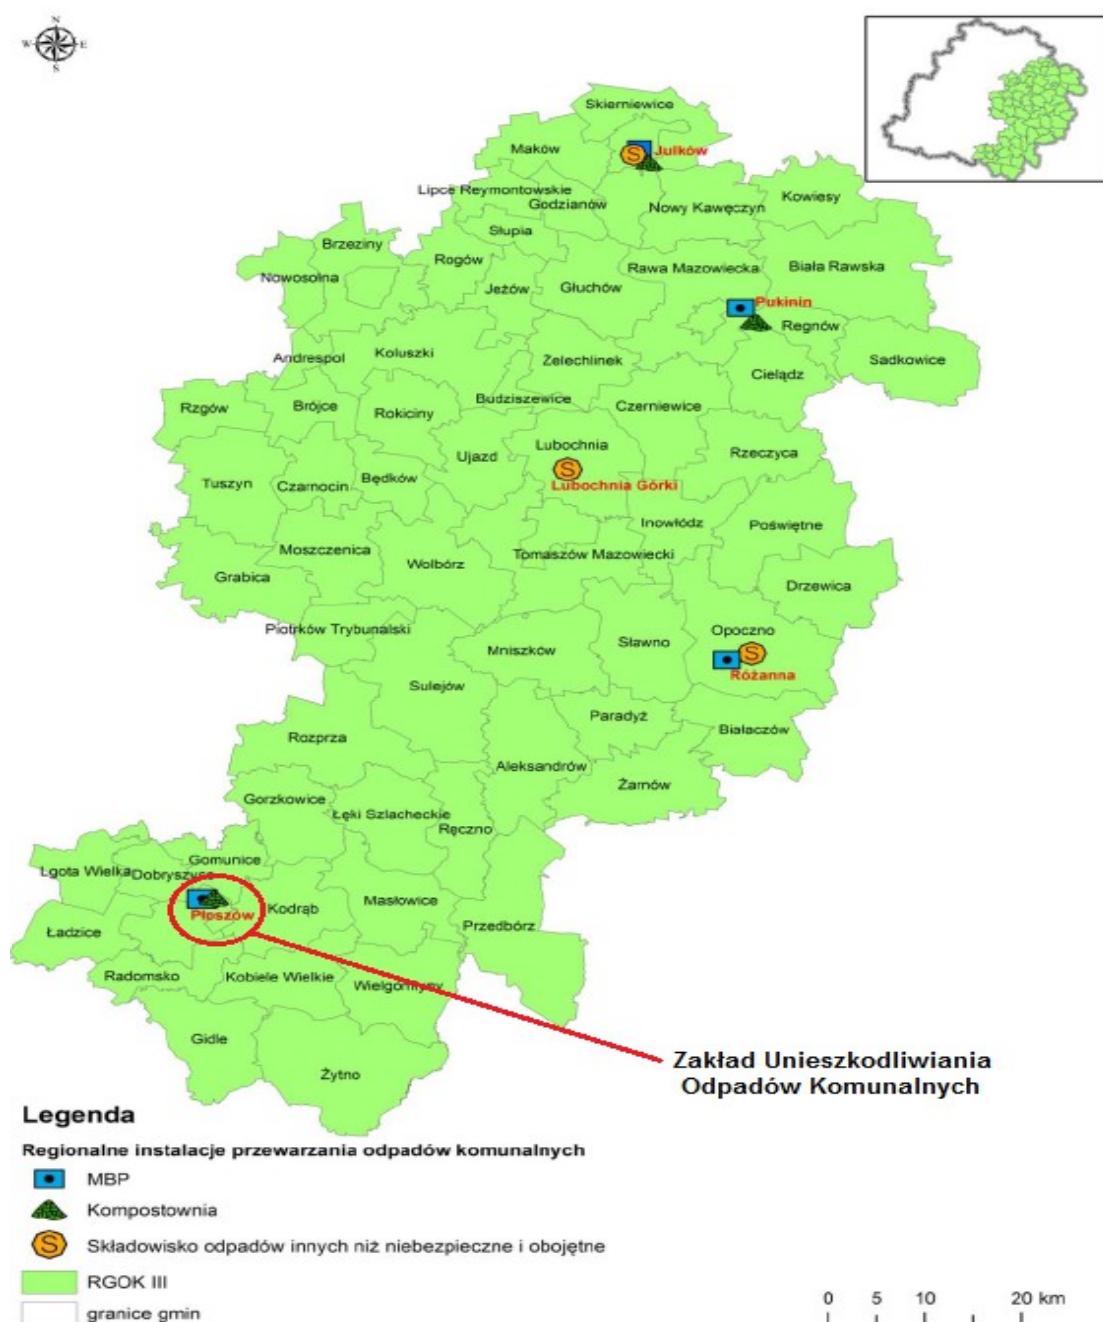 N
W E
S
Skierniewice
Maków
Julków
Lipce Reymontowskie
Godzianów
Nowy Kawęczyn
Kowiesy
Słupia
Brzeziny
Rogów
Rawa Mazowiecka
Biała Rawska
Nowosolna
Jeżów
Głuchów
Pukinin
Regnów
Andrespol
Koluszki
Żelechlinek
Sadkowice
Cielądz
Rzgów
Brójce
Rokiciny
Budziszewice
Czerniewice
Lubochnia
Ujazd
Rzeczyca
Tuszyn
Czarnocin
Będków
S
Lubochnia Górki
Inowłódz
Poświętne
Moszczenica
Wolbórz
Tomaszów Mazowiecki
Grabica
Drzewica
Piotrków Trybunalski
Opoczno
Mniszków
Sławno
S
Różanna
Sulejów
Paradyż
Białaczów
Rozprza
Aleksandrów
Żarnów
Gorzkowice
Łęki Szlacheckie
Ręczno
Gomunice
Lgota Wielka
Dobryszyce
Kodrąb
Masłowice
Płoszów
Przedbórz
Ładzice
Radomsko
Kobiele Wielkie
Wielgomłyny
Gidle
Żytno
Zakład Unieszkodliwiania
Odpadów Komunalnych
Legenda
Regionalne instalacje przewarzania odpadów komunalnych
MBP
Kompostownia
S Składowisko odpadów innych niż niebezpieczne i obojętne
RGOK III
granice gmin
0 5 10 20 km